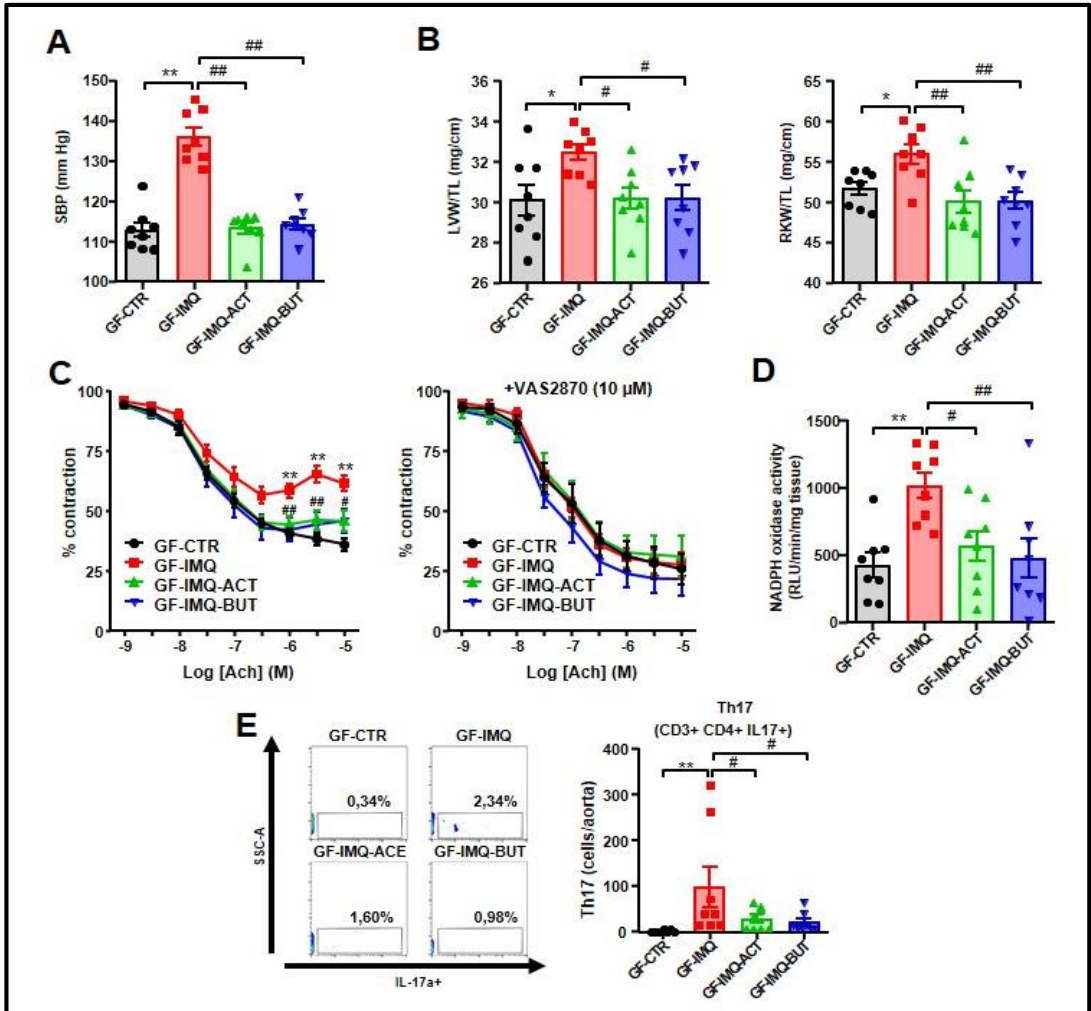 A
##
**
##
150
140
130
120
110
100
SBP (mm Hg)
GF-CTR
GF-IMQ
GF-IMQ-ACT
GF-IMQ-BUT
B
#
*
#
34
32
30
28
26
LVW/TL (mg/cm)
GF-CTR
GF-IMQ
GF-IMQ-ACT
GF-IMQ-BUT
##
*
##
65
60
55
50
45
40
RKW/TL (mg/cm)
GF-CTR
GF-IMQ
GF-IMQ-ACT
GF-IMQ-BUT
C
100
75
50
25
0
% contraction
**
**
**
##
##
#
GF-CTR
GF-IMQ
GF-IMQ-ACT
GF-IMQ-BUT
-9
-8
-7
-6
-5
Log [Ach] (M)
+VAS2870 (10 µM)
100
75
50
25
0
% contraction
GF-CTR
GF-IMQ
GF-IMQ-ACT
GF-IMQ-BUT
-9
-8
-7
-6
-5
Log [Ach] (M)
D
##
**
#
1500
1000
500
0
NADPH oxidase activity
(RLU/min/mg tissue)
GF-CTR
GF-IMQ
GF-IMQ-ACT
GF-IMQ-BUT
E
GF-CTR
GF-IMQ
0,34%
2,34%
GF-IMQ-ACE
GF-IMQ-BUT
1,60%
0,98%
SSC-A
IL-17a+
Th17
(CD3+ CD4+ IL17+)
#
**
#
400
300
200
100
0
Th17 (cells/aorta)
GF-CTR
GF-IMQ
GF-IMQ-ACT
GF-IMQ-BUT